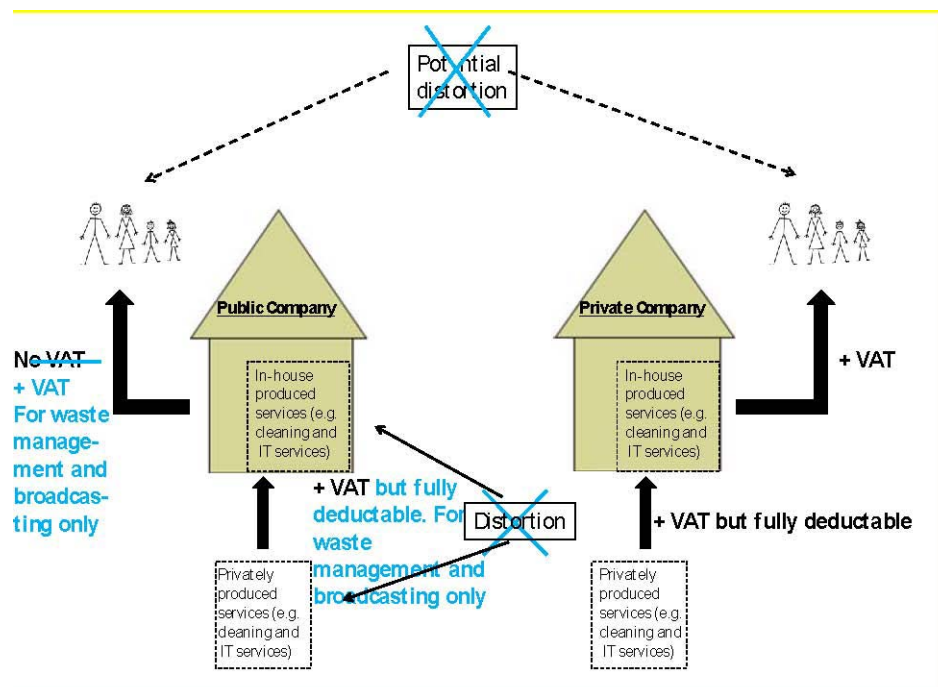 Potential
distortion
Public Company
Private Company
No VAT
+ VAT
For waste
manage-
ment and
broadcas-
ting only
In-house
produced
services (e.g.
cleaning and
IT services)
In-house
produced
services (e.g.
cleaning and
IT services)
+ VAT
+ VAT but fully
deductable. For
waste
management and
broadcasting only
Distortion
+ VAT but fully deductable
Privately
produced
services (e.g.
cleaning and
IT services)
Privately
produced
services (e.g.
cleaning and
IT services)